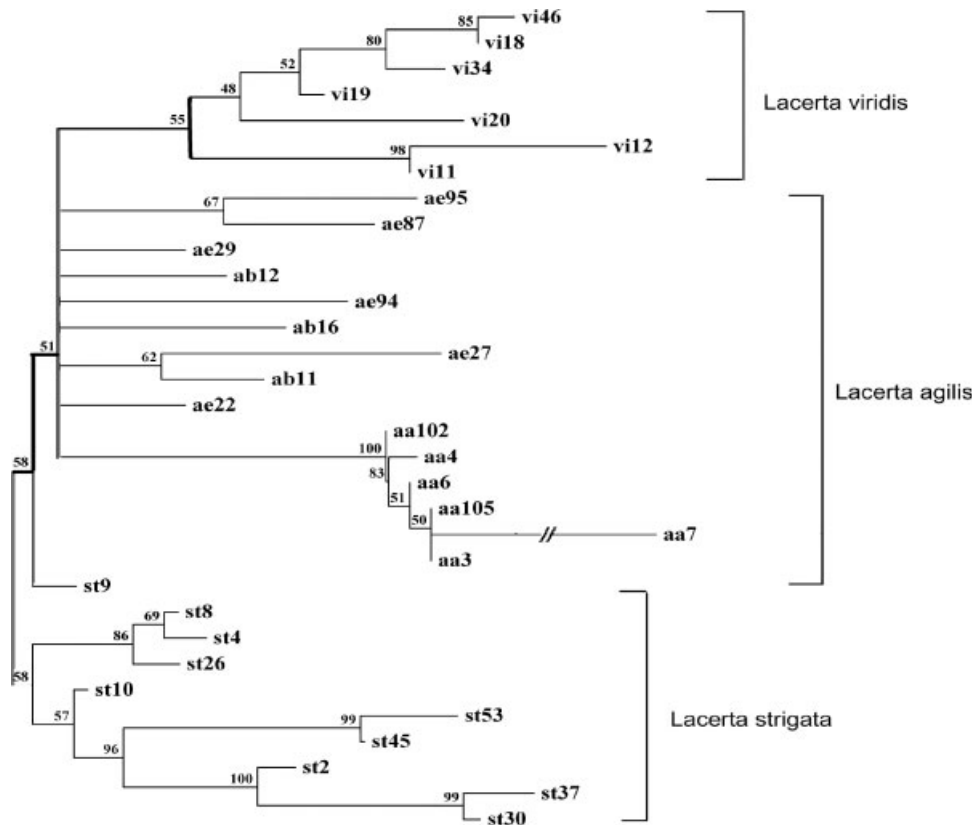 85 vi46
80 vi18
52 vi34
48 vi19
55 vi20
98 vi12
vi11
Lacerta viridis
67 ae95
ae87
ae29
ab12
ae94
ab16
51
62 ae27
ab11
ae22
Lacerta agilis
aa102
100 aa4
83 aa6
51 aa105
50 aa7
aa3
58
st9
69 st8
86 st4
st26
58
st10
57
99 st53
st45
96
st2
100
99 st37
st30
Lacerta strigata
//